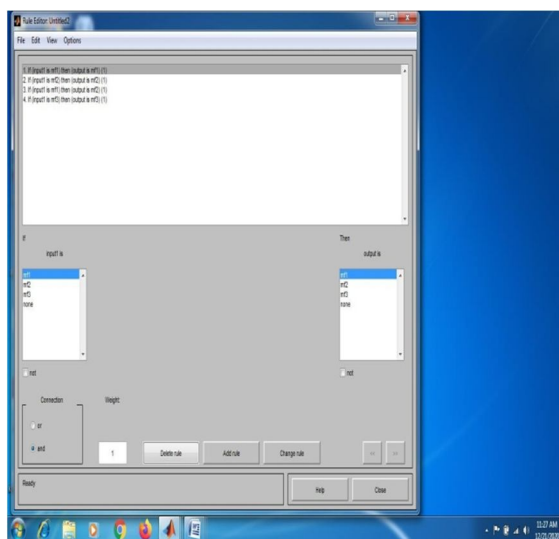 Rule Editor: Untitled2
File Edit View Options
1. If (input1 is mf1) then (output is mf1) (1)
2. If (input1 is mf2) then (output is mf2) (1)
3. If (input1 is mf1) then (output is mf2) (1)
4. If (input1 is mf3) then (output is mf3) (1)
If
Then
input1 is
output is
mf1
mf2
mf3
none
mf1
mf2
mf3
none
not
not
Connection
Weight:
or
and
1
Delete rule
Add rule
Change rule
<<
>>
Ready
Help
Close
11:27 AM